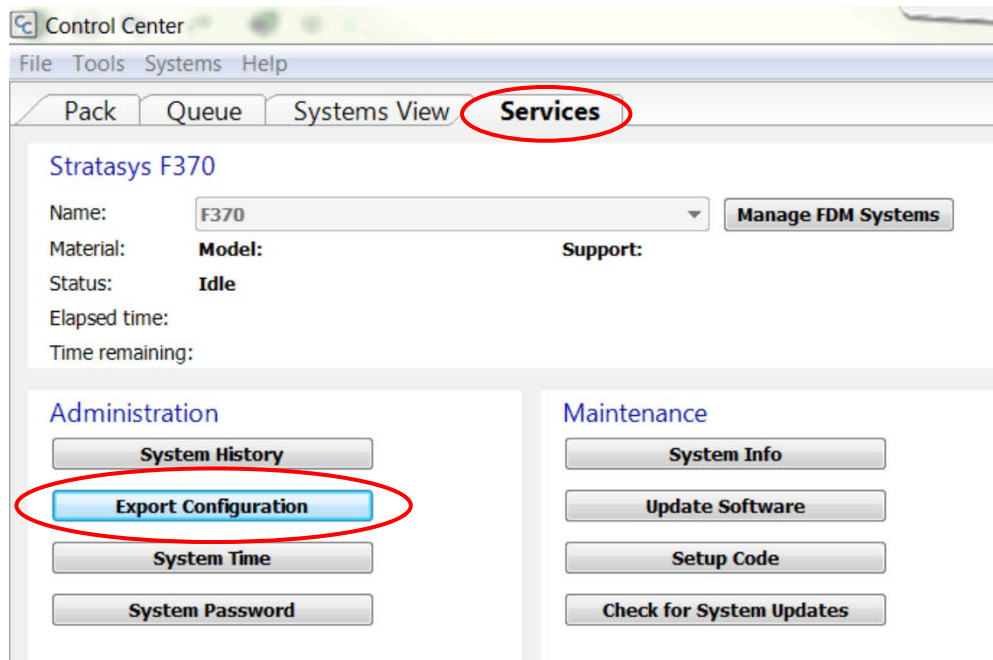 Control Center
File Tools Systems Help
Pack Queue Systems View Services
Stratasys F370
Name: F370 Manage FDM Systems
Material: Model: Support:
Status: Idle
Elapsed time:
Time remaining:
Administration Maintenance
System History System Info
Export Configuration Update Software
System Time Setup Code
System Password Check for System Updates